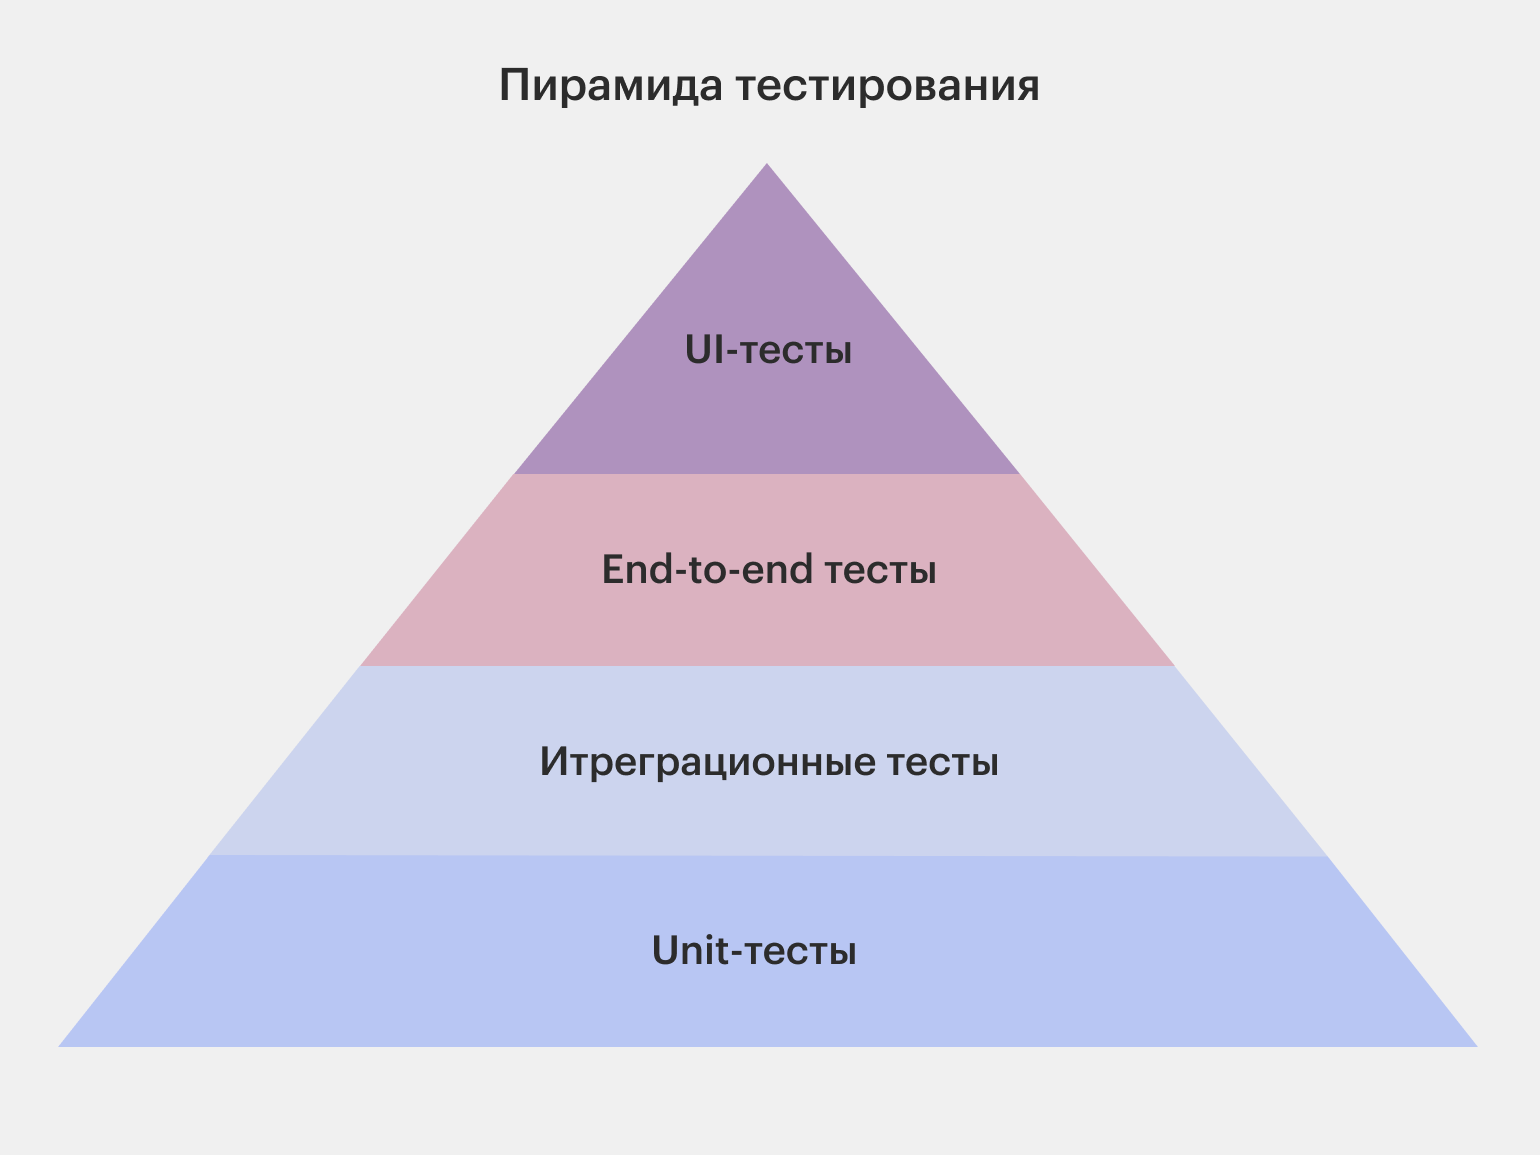 Пирамида тестирования
UI-тесты
End-to-end тесты
Итреграционные тесты
Unit-тесты